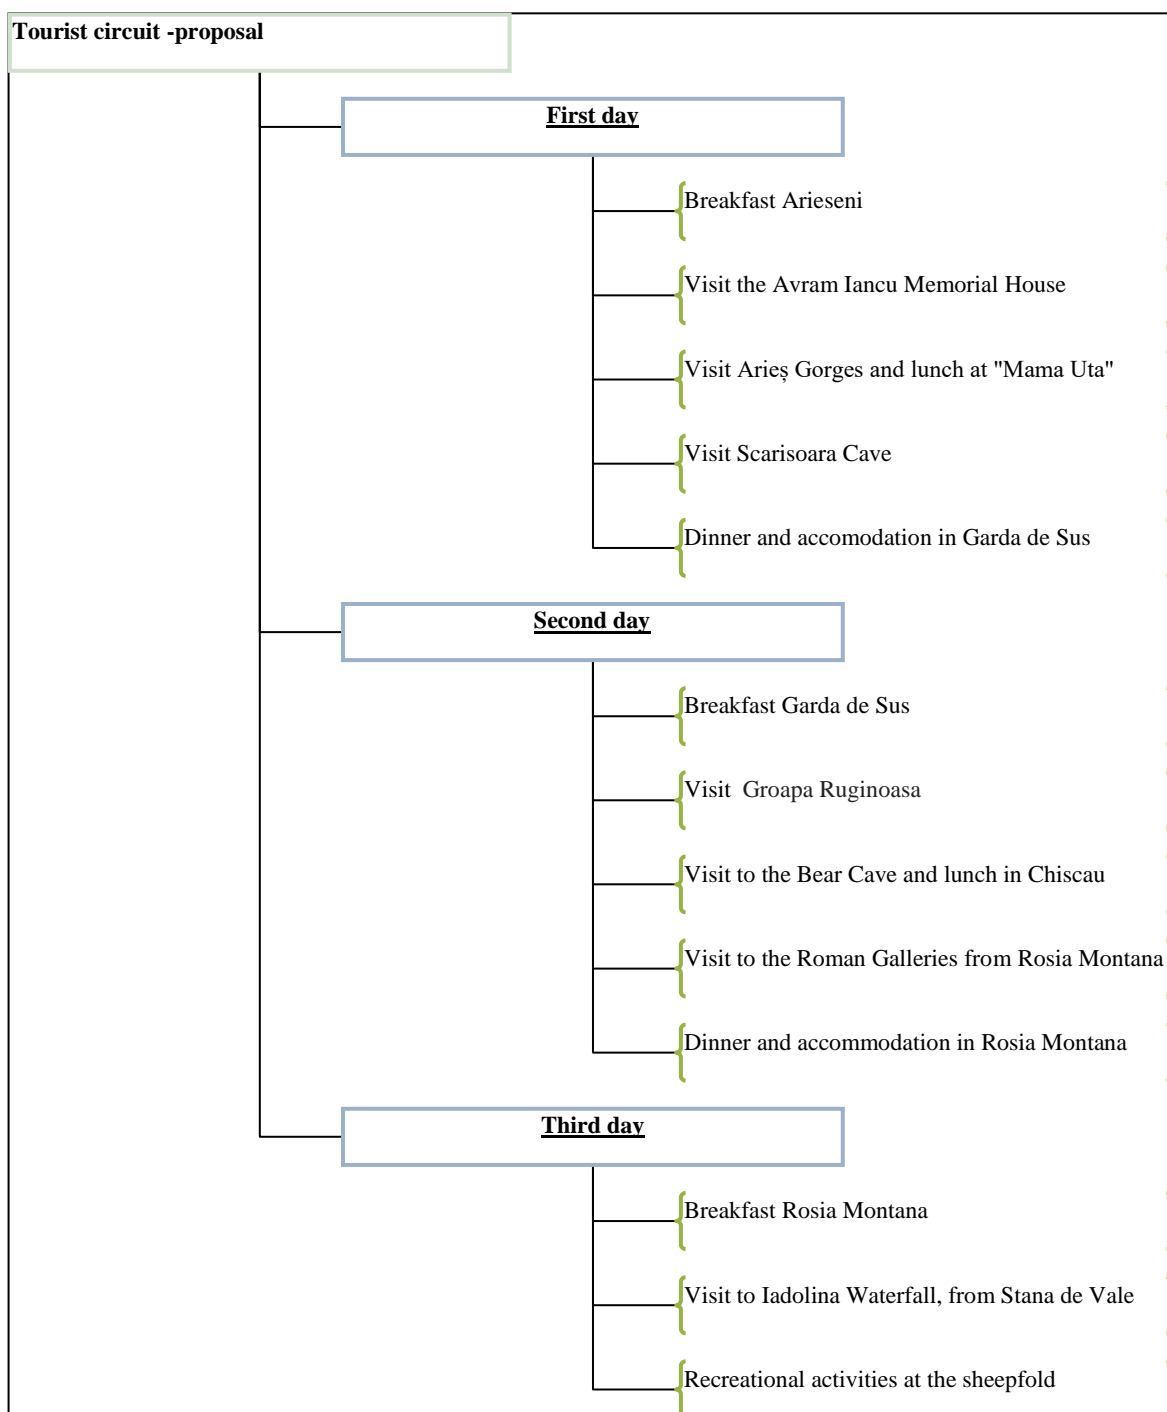 Tourist circuit -proposal
First day
Breakfast Arieseni
Visit the Avram Iancu Memorial House
Visit Arieș Gorges and lunch at "Mama Uta"
Visit Scarisoara Cave
Dinner and accomodation in Garda de Sus
Second day
Breakfast Garda de Sus
Visit  Groapa Ruginoasa
Visit to the Bear Cave and lunch in Chiscau
Visit to the Roman Galleries from Rosia Montana
Dinner and accommodation in Rosia Montana
Third day
Breakfast Rosia Montana
Visit to Iadolina Waterfall, from Stana de Vale
Recreational activities at the sheepfold